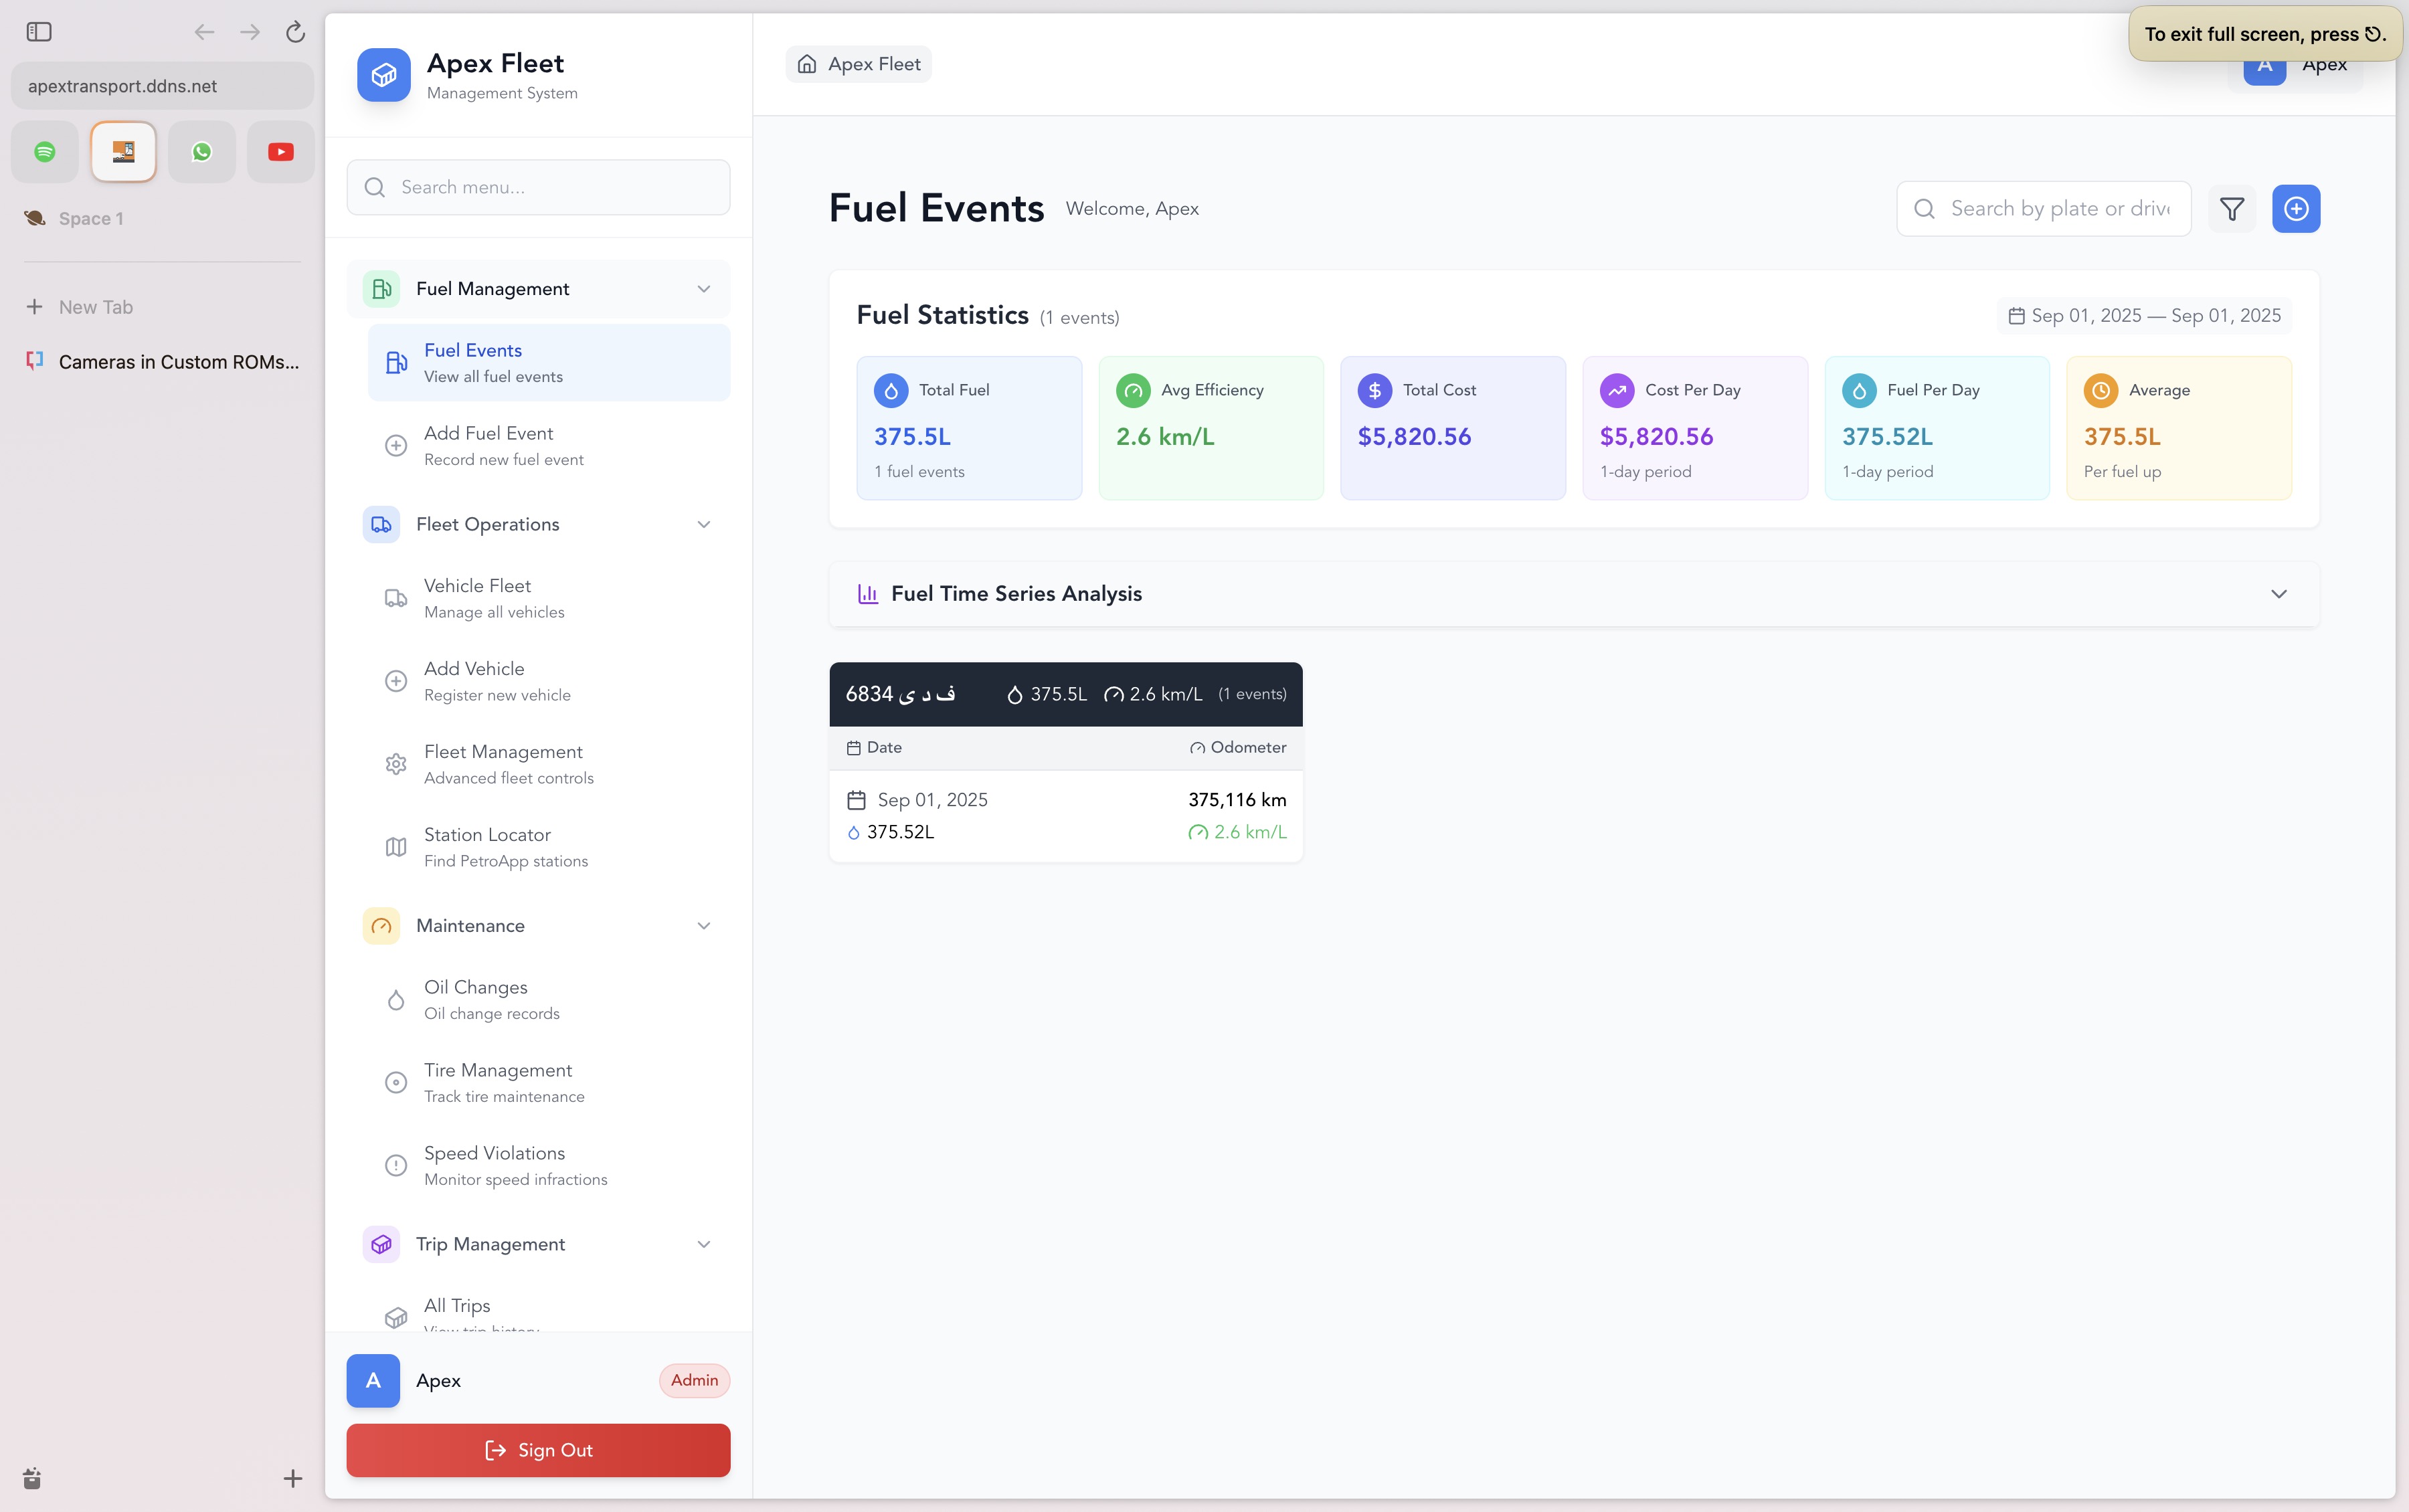 apextransport.ddns.net
Space 1
New Tab
Cameras in Custom ROMs...
Apex Fleet
Management System
Search menu...
Fuel Management
Fuel Events
View all fuel events
Add Fuel Event
Record new fuel event
Fleet Operations
Vehicle Fleet
Manage all vehicles
Add Vehicle
Register new vehicle
Fleet Management
Advanced fleet controls
Station Locator
Find PetroApp stations
Maintenance
Oil Changes
Oil change records
Tire Management
Track tire maintenance
Speed Violations
Monitor speed infractions
Trip Management
All Trips
View trip history
A Apex Admin
Sign Out
Apex Fleet
To exit full screen, press ⎋.
A Apex
Fuel Events Welcome, Apex
Search by plate or drive
Fuel Statistics (1 events)
Sep 01, 2025 — Sep 01, 2025
Total Fuel
375.5L
1 fuel events
Avg Efficiency
2.6 km/L
Total Cost
$5,820.56
Cost Per Day
$5,820.56
1-day period
Fuel Per Day
375.52L
1-day period
Average
375.5L
Per fuel up
Fuel Time Series Analysis
ف د ى 6834 375.5L 2.6 km/L (1 events)
Date Odometer
Sep 01, 2025 375,116 km
375.52L 2.6 km/L